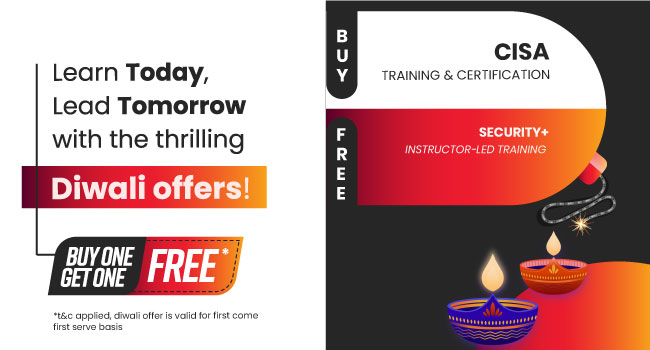 Learn Today,
Lead Tomorrow
with the thrilling
Diwali offers!
BUY ONE
GET ONE
FREE*
*t&c applied, diwali offer is valid for first come
first serve basis
BUY
CISA
TRAINING & CERTIFICATION
FREE
SECURITY+
INSTRUCTOR-LED TRAINING